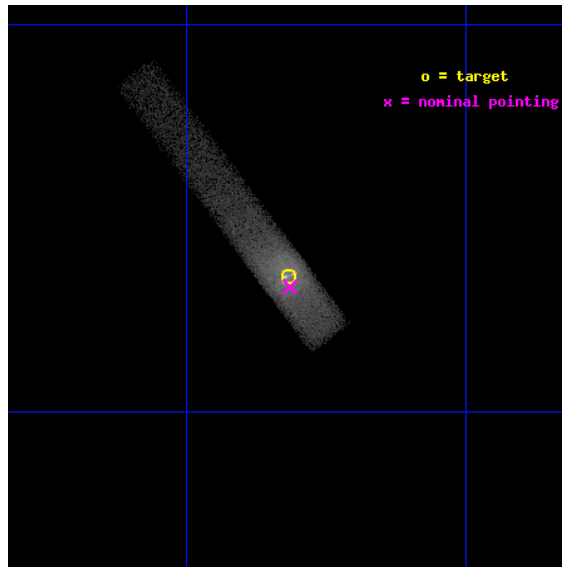 o = target
x = nominal pointing